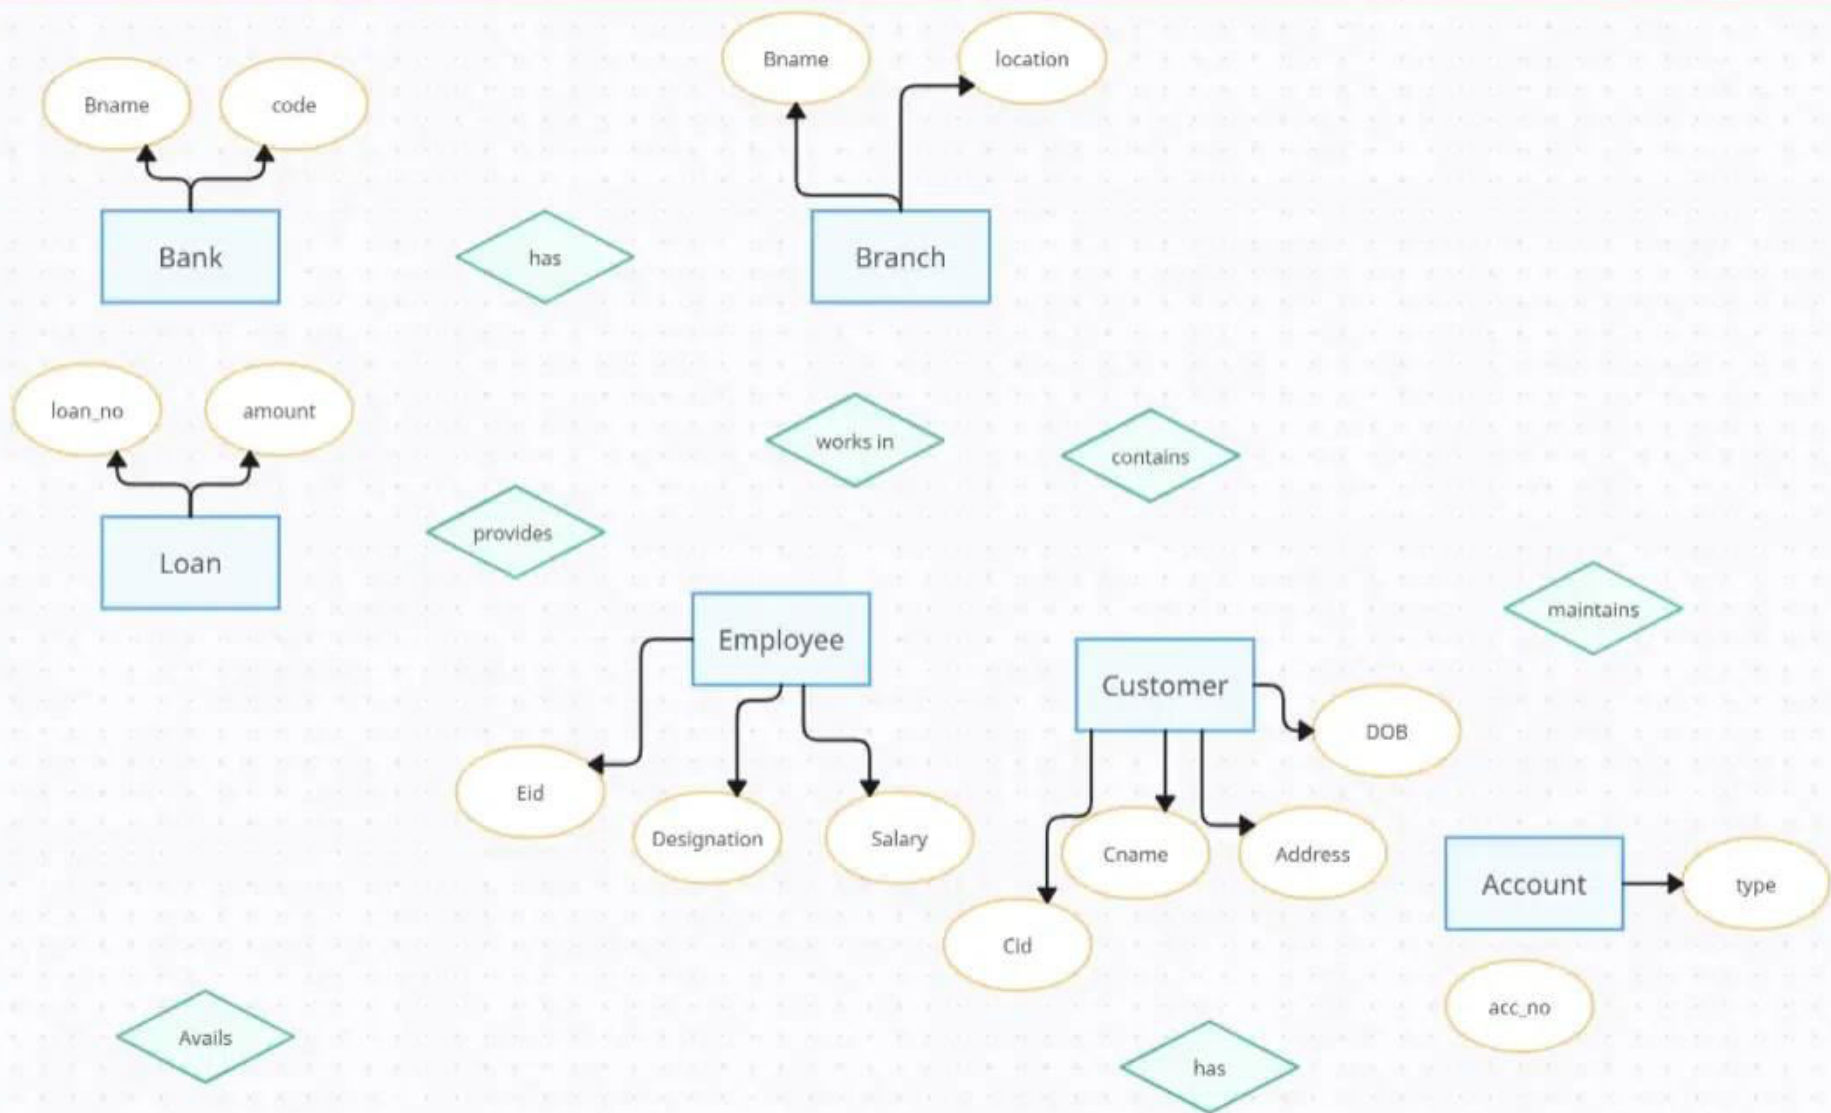 Bname
location
Bname
code
Bank
has
Branch
loan_no
amount
works in
contains
provides
Loan
maintains
Employee
Customer
DOB
Eid
Designation
Salary
Cname
Address
Account
type
Cid
acc_no
Avails
has